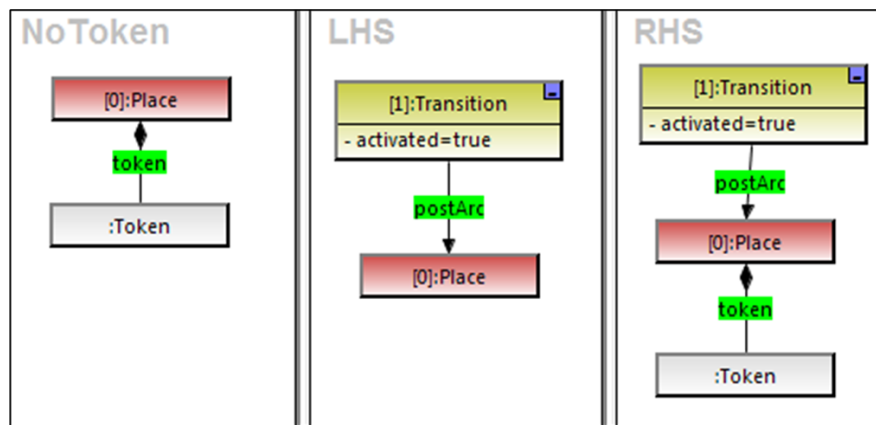 NoToken
[0]:Place
token
:Token
LHS
[1]:Transition
- activated=true
postArc
[0]:Place
RHS
[1]:Transition
- activated=true
postArc
[0]:Place
token
:Token